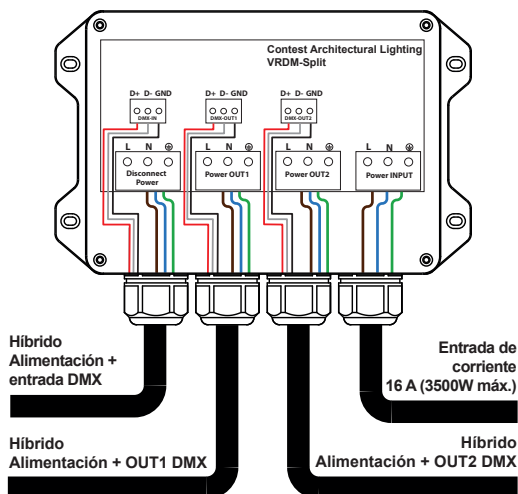 Contest Architectural Lighting
VRDM-Split
D+ D- GND
DMX-IN
D+ D- GND
DMX-OUT1
D+ D- GND
DMX-OUT2
L N ⏚
Disconnect
Power
L N ⏚
Power OUT1
L N ⏚
Power OUT2
L N ⏚
Power INPUT
Híbrido
Alimentación +
entrada DMX
Entrada de
corriente
16 A (3500W máx.)
Híbrido
Alimentación + OUT1 DMX
Híbrido
Alimentación + OUT2 DMX